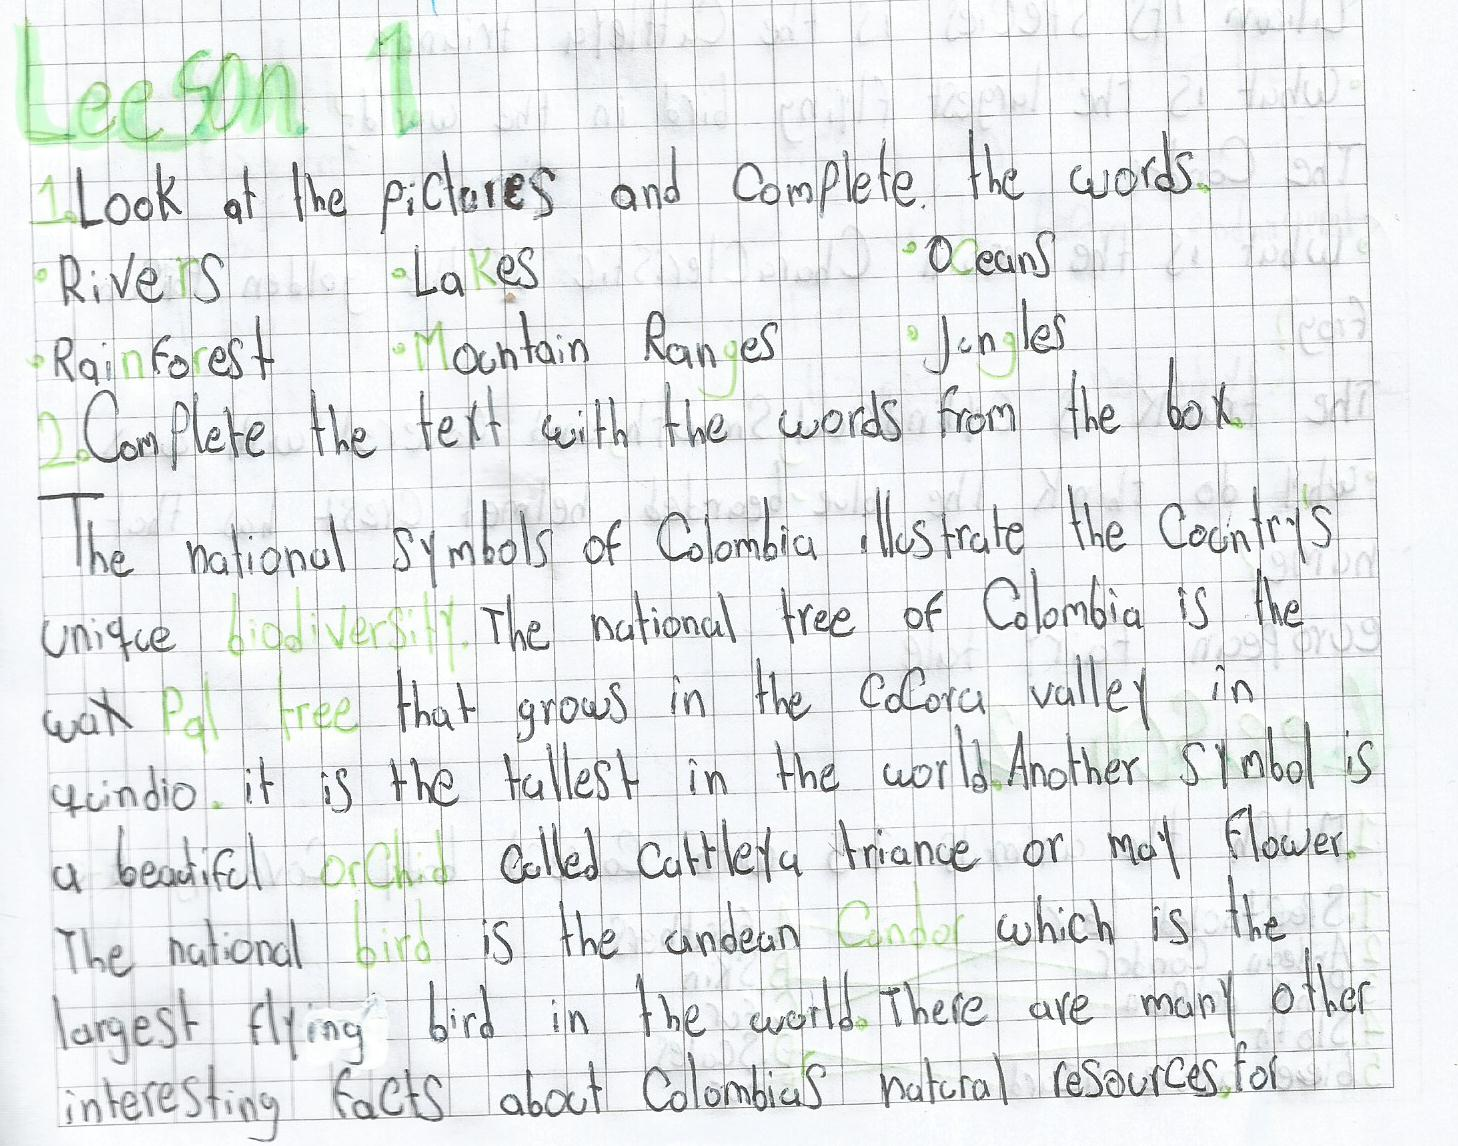 Leeson 1
1. Look at the pictures and complete. the words.
• Rivers • Lakes • Oceans
• Rainforest • Mountain Ranges • Jungles
2. Complete the text with the words from the box.
The national symbols of Colombia illustrate the Country's
unique biodiversity. The national tree of Colombia is the
wax Pal tree that grows in the CoCora valley in
quindio. it is the tallest in the world. Another symbol is
a beautiful orChid called Cattleya triance or may flower.
The national bird is the andean Condor which is the
largest flying bird in the world. There are many other
interesting facts about Colombia's natural resources. for